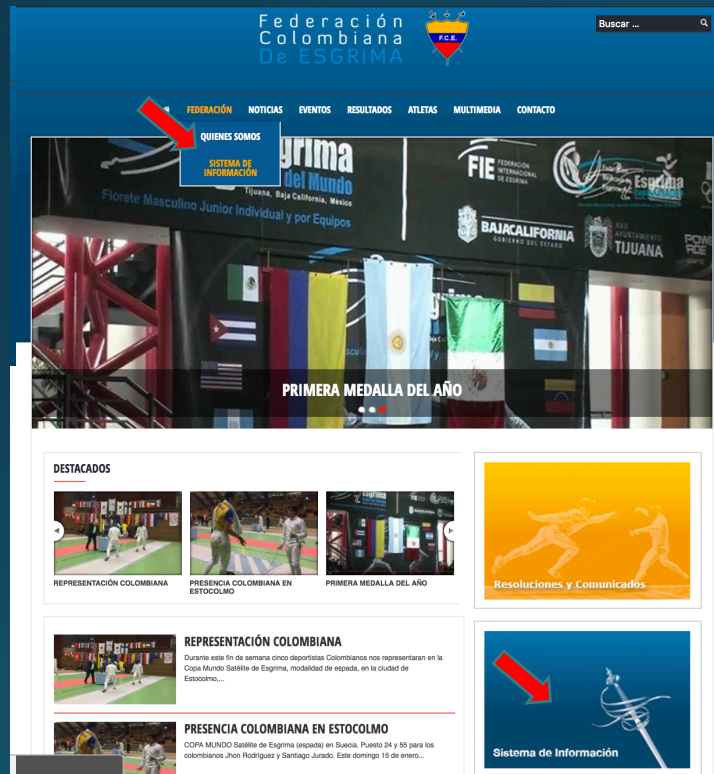 Federación
Colombiana
De ESGRIMA
F.C.E.
Buscar ...
FEDERACIÓN NOTICIAS EVENTOS RESULTADOS ATLETAS MULTIMEDIA CONTACTO
QUIENES SOMOS
SISTEMA DE
INFORMACIÓN
grima
del Mundo
Tijuana, Baja California, México
Fiorete Masculino Junior Individual y por Equipos
FIE
FEDERACIÓN
INTERNACIONAL
DE ESGRIMA
Esgrima
BAJACALIFORNIA
GOBIERNO DEL ESTADO
XXII
AYUNTAMIENTO
TIJUANA
PRIMERA MEDALLA DEL AÑO
DESTACADOS
REPRESENTACIÓN COLOMBIANA
PRESENCIA COLOMBIANA EN
ESTOCOLMO
PRIMERA MEDALLA DEL AÑO
Resoluciones y Comunicados
REPRESENTACIÓN COLOMBIANA
Durante este fin de semana cinco deportistas Colombianos nos representaran en la
Copa Mundo Satélite de Esgrima, modalidad de espada, en la ciudad de
Estocolmo,...
PRESENCIA COLOMBIANA EN ESTOCOLMO
COPA MUNDO Satélite de Esgrima (espada) en Suecia. Puesto 24 y 55 para los
colombianos Jhon Rodríguez y Santiago Jurado. Este domingo 15 de enero...
Sistema de Información